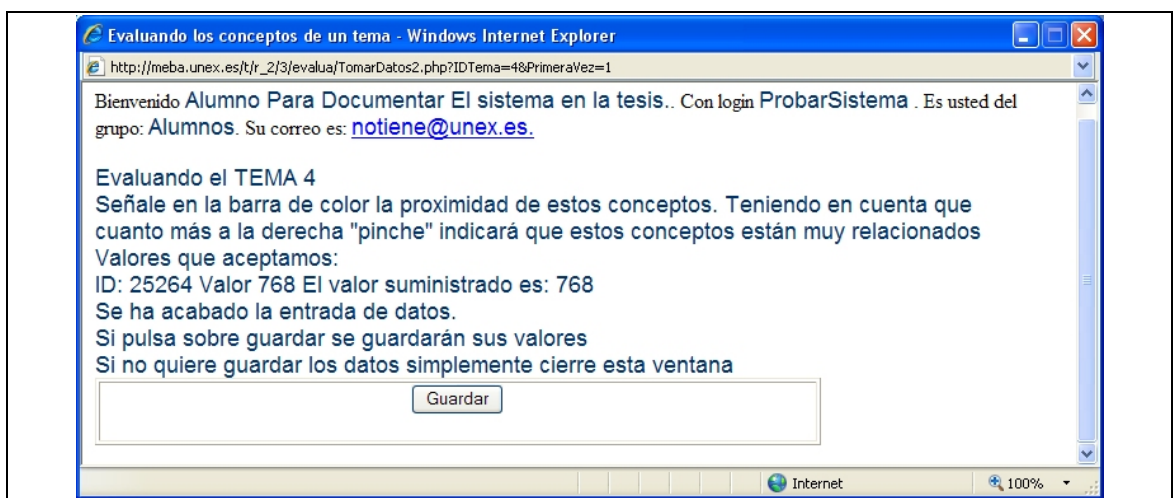 Evaluando los conceptos de un tema - Windows Internet Explorer
http://meba.unex.es/t/r_2/3/evalua/TomarDatos2.php?IDTema=4&PrimeraVez=1
Bienvenido Alumno Para Documentar El sistema en la tesis.. Con login ProbarSistema . Es usted del
grupo: Alumnos. Su correo es: notiene@unex.es.
Evaluando el TEMA 4
Señale en la barra de color la proximidad de estos conceptos. Teniendo en cuenta que
cuanto más a la derecha "pinche" indicará que estos conceptos están muy relacionados
Valores que aceptamos:
ID: 25264 Valor 768 El valor suministrado es: 768
Se ha acabado la entrada de datos.
Si pulsa sobre guardar se guardarán sus valores
Si no quiere guardar los datos simplemente cierre esta ventana
Guardar
Internet 100%